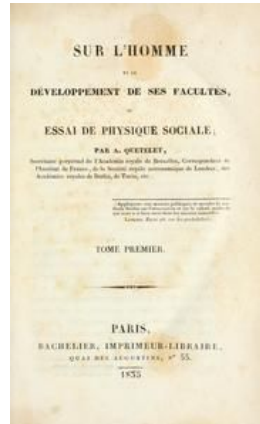 SUR L'HOMME
ET LE
DÉVELOPPEMENT DE SES FACULTÉS,
OU
ESSAI DE PHYSIQUE SOCIALE;
PAR A. QUETELET,
Secrétaire perpétuel de l'Académie royale de Bruxelles, Correspondant de
l'Institut de France, de la Société royale astronomique de Londres, des
Académies royales de Berlin, de Turin, etc.
TOME PREMIER.
PARIS,
BACHELIER, IMPRIMEUR-LIBRAIRE,
QUAI DES AUGUSTINS, N° 55.
1835